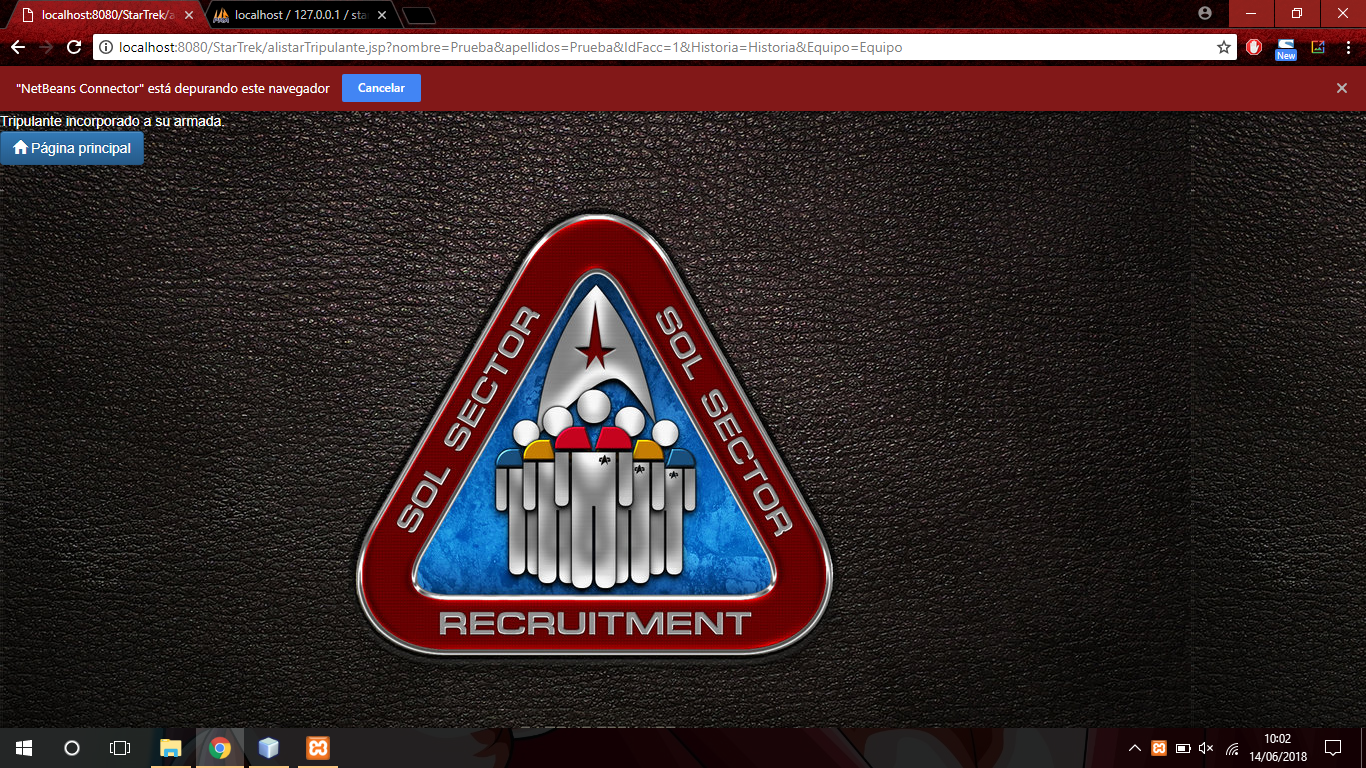 localhost:8080/StarTrek/a
localhost / 127.0.0.1 / sta
localhost:8080/StarTrek/alistarTripulante.jsp?nombre=Prueba&apellidos=Prueba&IdFacc=1&Historia=Historia&Equipo=Equipo
New
"NetBeans Connector" está depurando este navegador
Cancelar
Tripulante incorporado a su armada.
Página principal
SOL SECTOR
SOL SECTOR
RECRUITMENT
10:02
14/06/2018